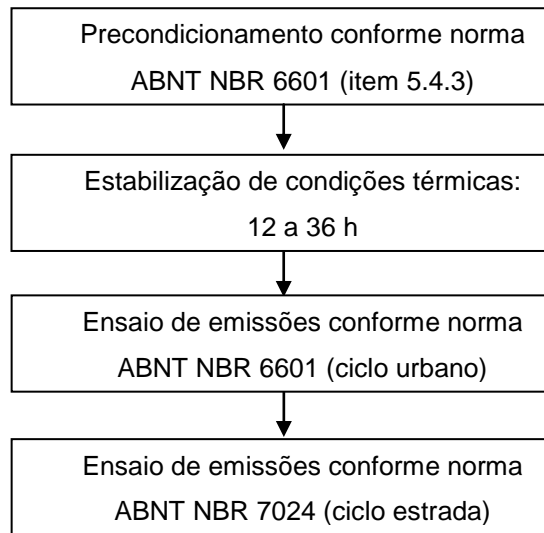 Precondicionamento conforme norma
ABNT NBR 6601 (item 5.4.3)
Estabilização de condições térmicas:
12 a 36 h
Ensaio de emissões conforme norma
ABNT NBR 6601 (ciclo urbano)
Ensaio de emissões conforme norma
ABNT NBR 7024 (ciclo estrada)